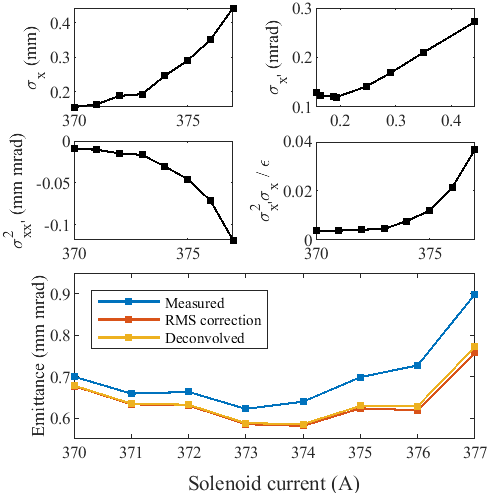 0.4
0.3
0.2
σx (mm)
370
375
0.3
0.2
0.1
σx' (mrad)
0.2
0.3
0.4
0
-0.05
-0.1
σ²xx' (mm mrad)
370
375
0.04
0.02
0
σ²x'σx / ϵ
370
375
0.9
0.8
0.7
0.6
Emittance (mm mrad)
Measured
RMS correction
Deconvolved
370 371 372 373 374 375 376 377
Solenoid current (A)